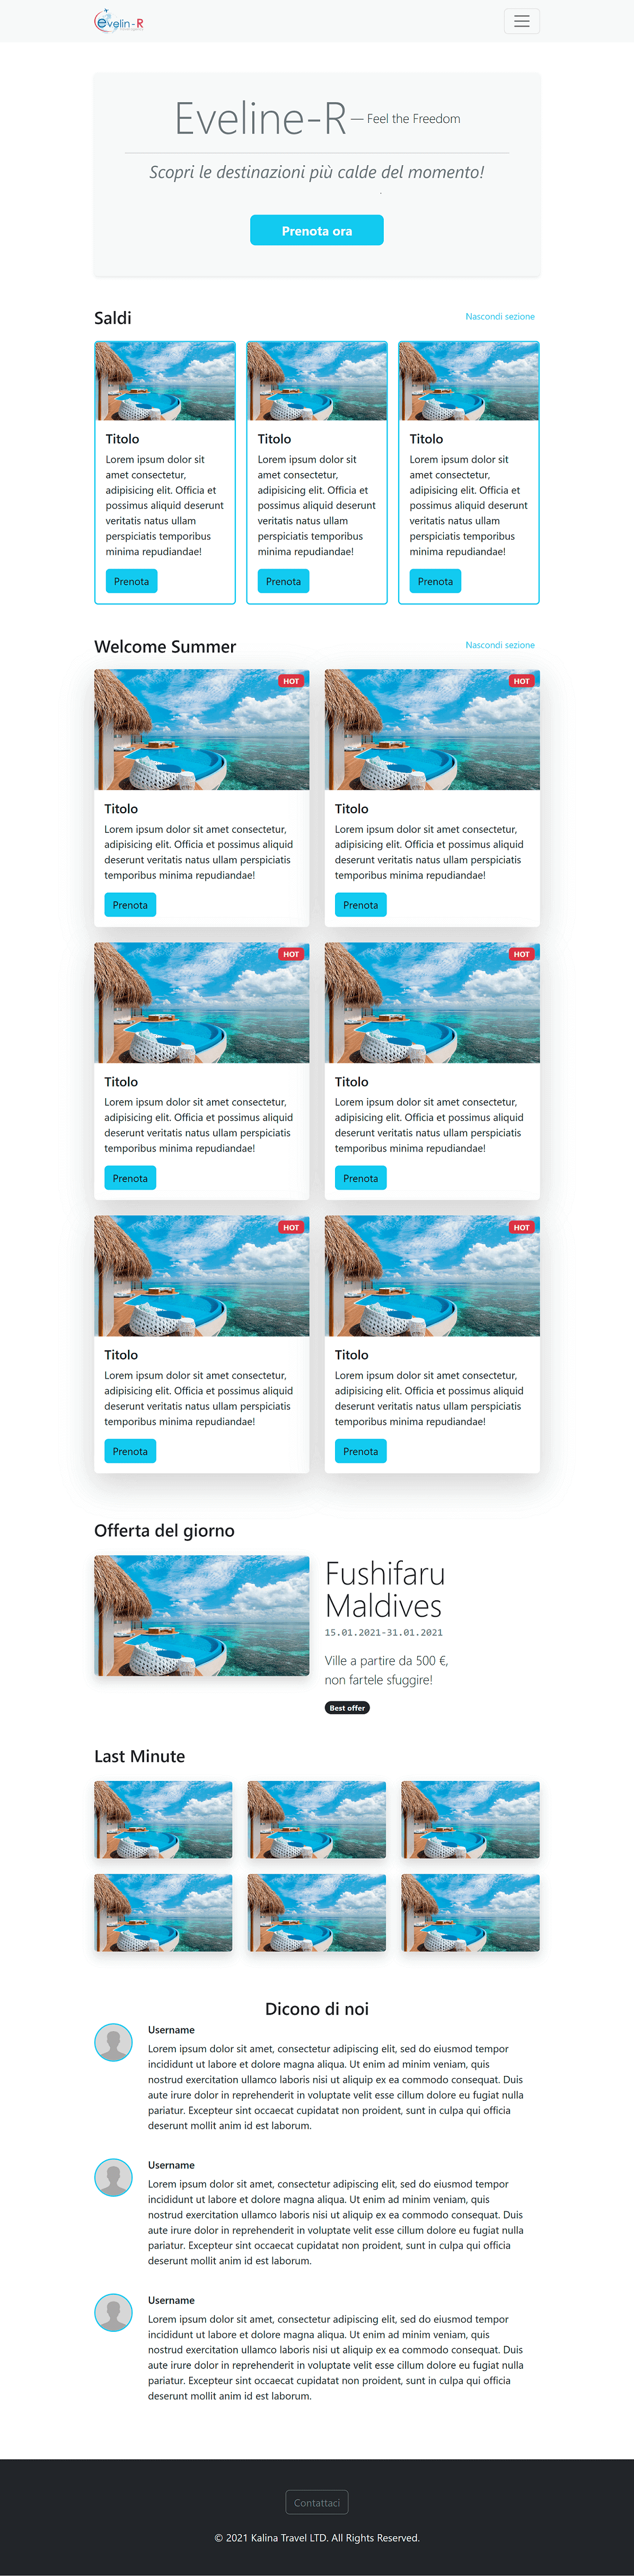 evelin-R
Eveline-R — Feel the Freedom
Scopri le destinazioni più calde del momento!
Prenota ora
Saldi
Nascondi sezione
Titolo
Lorem ipsum dolor sit
amet consectetur,
adipisicing elit. Officia et
possimus aliquid deserunt
veritatis natus ullam
perspiciatis temporibus
minima repudiandae!
Prenota
Titolo
Lorem ipsum dolor sit
amet consectetur,
adipisicing elit. Officia et
possimus aliquid deserunt
veritatis natus ullam
perspiciatis temporibus
minima repudiandae!
Prenota
Titolo
Lorem ipsum dolor sit
amet consectetur,
adipisicing elit. Officia et
possimus aliquid deserunt
veritatis natus ullam
perspiciatis temporibus
minima repudiandae!
Prenota
Welcome Summer
Nascondi sezione
HOT
Titolo
Lorem ipsum dolor sit amet consectetur,
adipisicing elit. Officia et possimus aliquid
deserunt veritatis natus ullam perspiciatis
temporibus minima repudiandae!
Prenota
HOT
Titolo
Lorem ipsum dolor sit amet consectetur,
adipisicing elit. Officia et possimus aliquid
deserunt veritatis natus ullam perspiciatis
temporibus minima repudiandae!
Prenota
HOT
Titolo
Lorem ipsum dolor sit amet consectetur,
adipisicing elit. Officia et possimus aliquid
deserunt veritatis natus ullam perspiciatis
temporibus minima repudiandae!
Prenota
HOT
Titolo
Lorem ipsum dolor sit amet consectetur,
adipisicing elit. Officia et possimus aliquid
deserunt veritatis natus ullam perspiciatis
temporibus minima repudiandae!
Prenota
HOT
Titolo
Lorem ipsum dolor sit amet consectetur,
adipisicing elit. Officia et possimus aliquid
deserunt veritatis natus ullam perspiciatis
temporibus minima repudiandae!
Prenota
HOT
Titolo
Lorem ipsum dolor sit amet consectetur,
adipisicing elit. Officia et possimus aliquid
deserunt veritatis natus ullam perspiciatis
temporibus minima repudiandae!
Prenota
Offerta del giorno
Fushifaru
Maldives
15.01.2021-31.01.2021
Ville a partire da 500 €,
non fartele sfuggire!
Best offer
Last Minute
Dicono di noi
Username
Lorem ipsum dolor sit amet, consectetur adipiscing elit, sed do eiusmod tempor
incididunt ut labore et dolore magna aliqua. Ut enim ad minim veniam, quis
nostrud exercitation ullamco laboris nisi ut aliquip ex ea commodo consequat. Duis
aute irure dolor in reprehenderit in voluptate velit esse cillum dolore eu fugiat nulla
pariatur. Excepteur sint occaecat cupidatat non proident, sunt in culpa qui officia
deserunt mollit anim id est laborum.
Username
Lorem ipsum dolor sit amet, consectetur adipiscing elit, sed do eiusmod tempor
incididunt ut labore et dolore magna aliqua. Ut enim ad minim veniam, quis
nostrud exercitation ullamco laboris nisi ut aliquip ex ea commodo consequat. Duis
aute irure dolor in reprehenderit in voluptate velit esse cillum dolore eu fugiat nulla
pariatur. Excepteur sint occaecat cupidatat non proident, sunt in culpa qui officia
deserunt mollit anim id est laborum.
Username
Lorem ipsum dolor sit amet, consectetur adipiscing elit, sed do eiusmod tempor
incididunt ut labore et dolore magna aliqua. Ut enim ad minim veniam, quis
nostrud exercitation ullamco laboris nisi ut aliquip ex ea commodo consequat. Duis
aute irure dolor in reprehenderit in voluptate velit esse cillum dolore eu fugiat nulla
pariatur. Excepteur sint occaecat cupidatat non proident, sunt in culpa qui officia
deserunt mollit anim id est laborum.
Contattaci
© 2021 Kalina Travel LTD. All Rights Reserved.